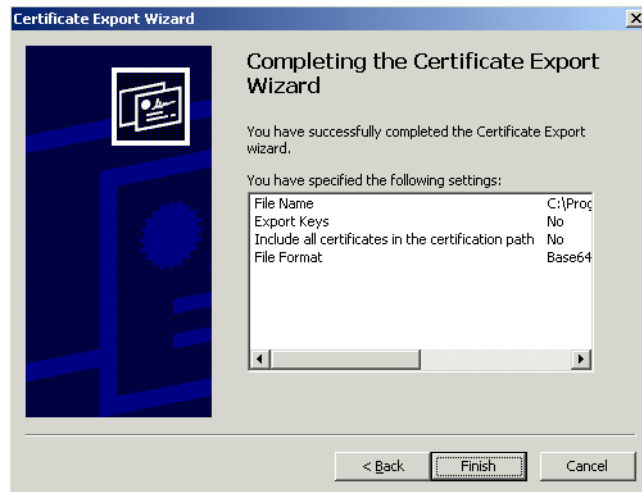 Certificate Export Wizard
Completing the Certificate Export
Wizard
You have successfully completed the Certificate Export
wizard.
You have specified the following settings:
File Name C:\Prog
Export Keys No
Include all certificates in the certification path No
File Format Base64
< Back Finish Cancel